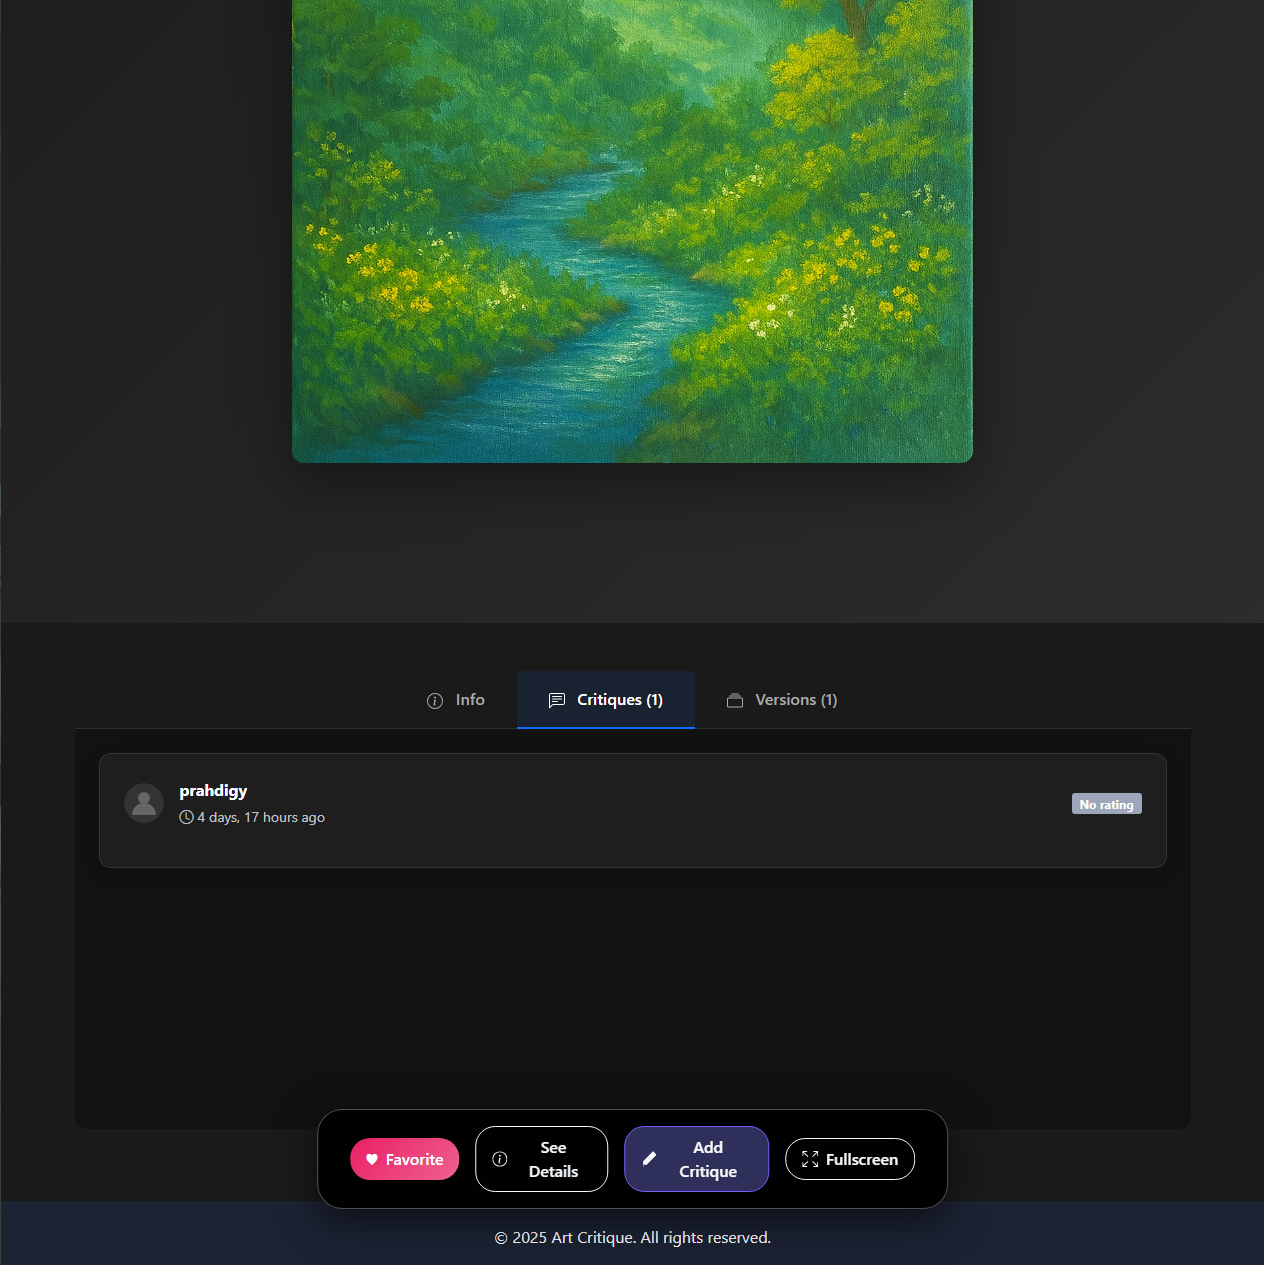 Info
Critiques (1)
Versions (1)
prahdigy
4 days, 17 hours ago
No rating
Favorite
See
Details
Add
Critique
Fullscreen
© 2025 Art Critique. All rights reserved.